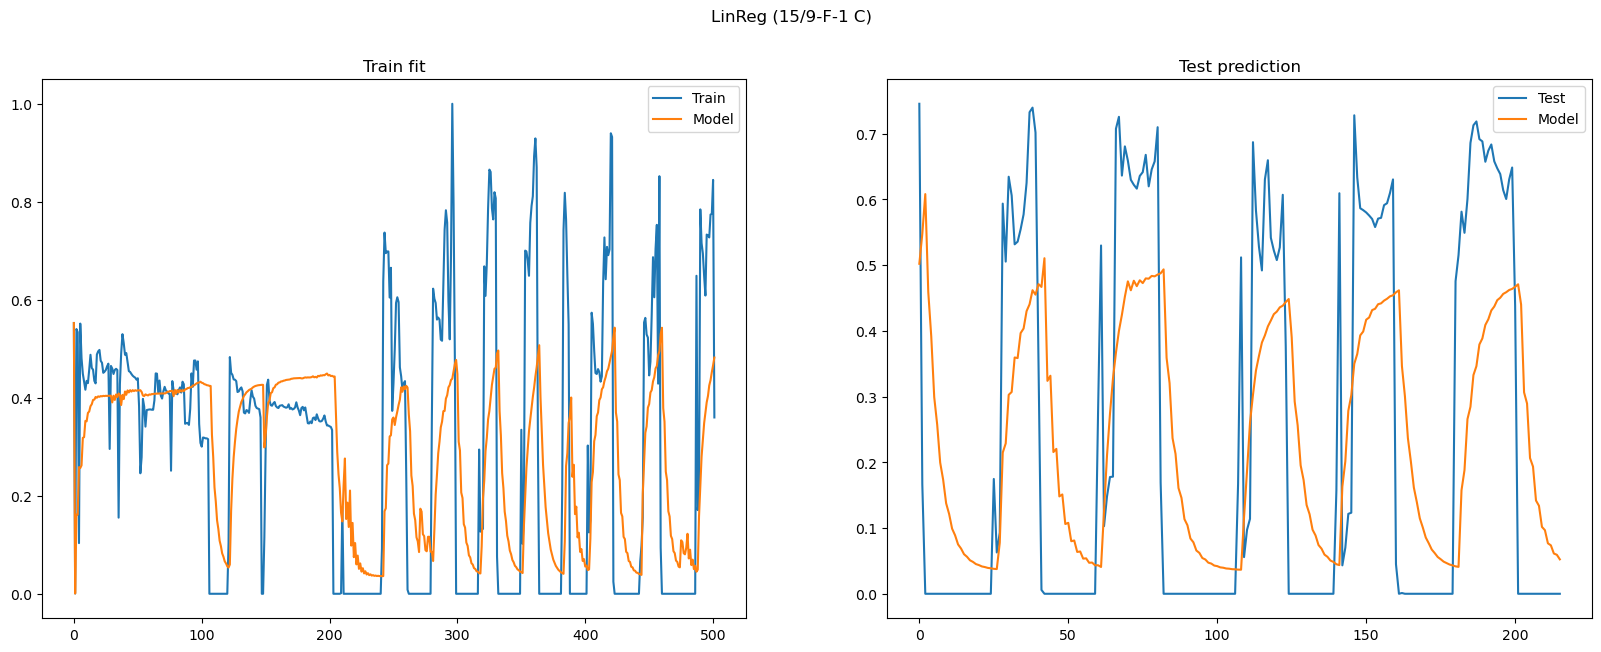 LinReg (15/9-F-1 C)
Train fit
Train
Model
1.0
0.8
0.6
0.4
0.2
0.0
0 100 200 300 400 500
Test prediction
Test
Model
0.7
0.6
0.5
0.4
0.3
0.2
0.1
0.0
0 50 100 150 200